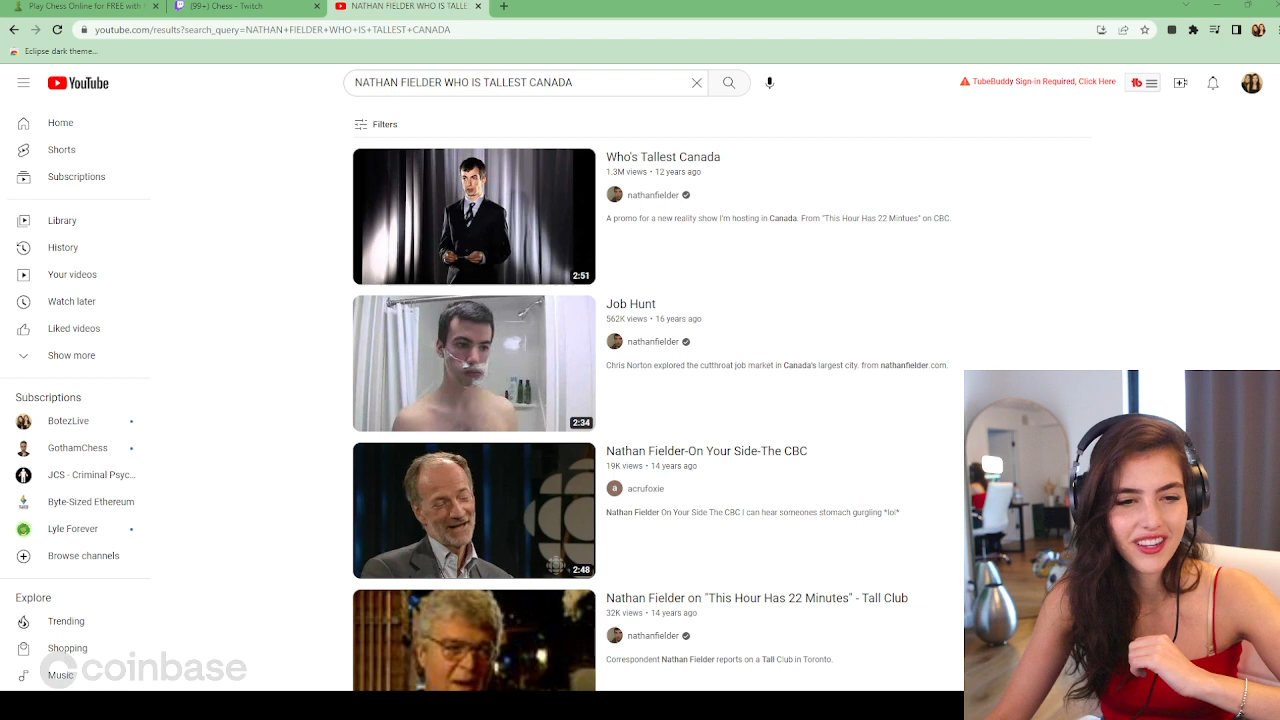 Play Chess Online for FREE with
(99+) Chess - Twitch
NATHAN FIELDER WHO IS TALLE
youtube.com/results?search_query=NATHAN+FIELDER+WHO+IS+TALLEST+CANADA
Eclipse dark theme...
YouTube
NATHAN FIELDER WHO IS TALLEST CANADA
TubeBuddy Sign-in Required, Click Here
tb
Home
Shorts
Subscriptions
Library
History
Your videos
Watch later
Liked videos
Show more
Subscriptions
BotezLive
GothamChess
JCS - Criminal Psyc...
Byte-Sized Ethereum
Lyle Forever
Browse channels
Explore
Trending
Shopping
Music
coinbase
Filters
2:51
Who's Tallest Canada
1.3M views • 12 years ago
nathanfielder
A promo for a new reality show I'm hosting in Canada. From "This Hour Has 22 Mintues" on CBC.
2:34
Job Hunt
562K views • 16 years ago
nathanfielder
Chris Norton explored the cutthroat job market in Canada's largest city. from nathanfielder.com.
2:48
Nathan Fielder-On Your Side-The CBC
19K views • 14 years ago
a acrufoxie
Nathan Fielder On Your Side The CBC I can hear someones stomach gurgling *lol*
Nathan Fielder on "This Hour Has 22 Minutes" - Tall Club
32K views • 14 years ago
nathanfielder
Correspondent Nathan Fielder reports on a Tall Club in Toronto.